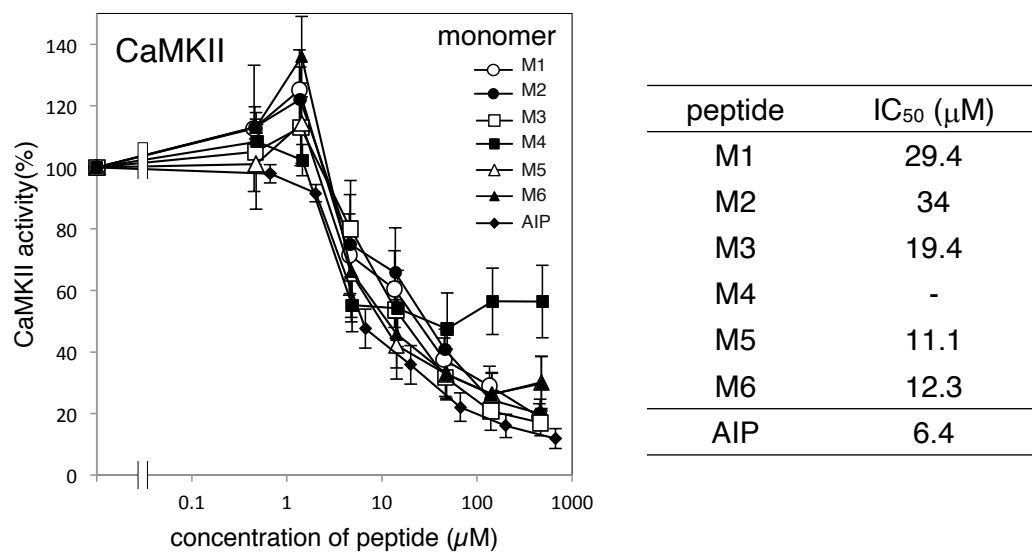 CaMKII
monomer
M1
M2
M3
M4
M5
M6
AIP
CaMKII activity(%)
140
120
100
80
60
40
20
0
0.1
1
10
100
1000
concentration of peptide (µM)
peptide IC₅₀ (µM)
M1 29.4
M2 34
M3 19.4
M4 -
M5 11.1
M6 12.3
AIP 6.4